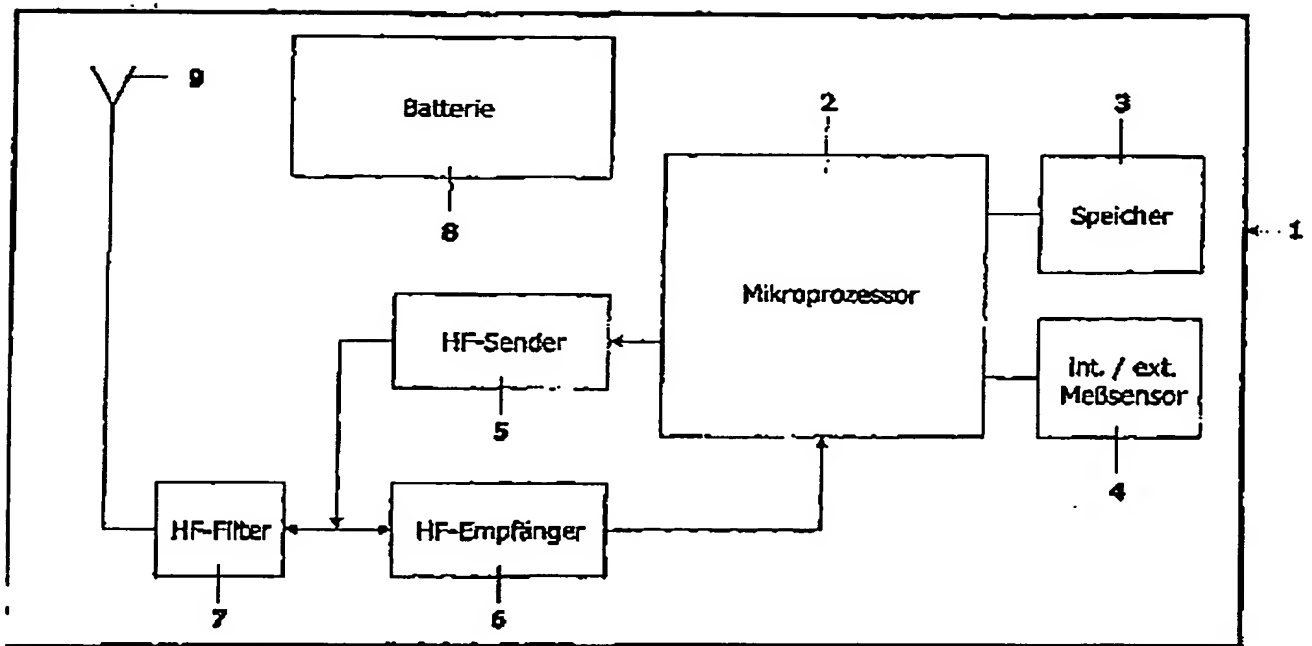 9
Batterie
8
2
3
Mikroprozessor
Speicher
1
HF-Sender
5
Int. / ext.
Meßsensor
4
HF-Filter
7
HF-Empfänger
6